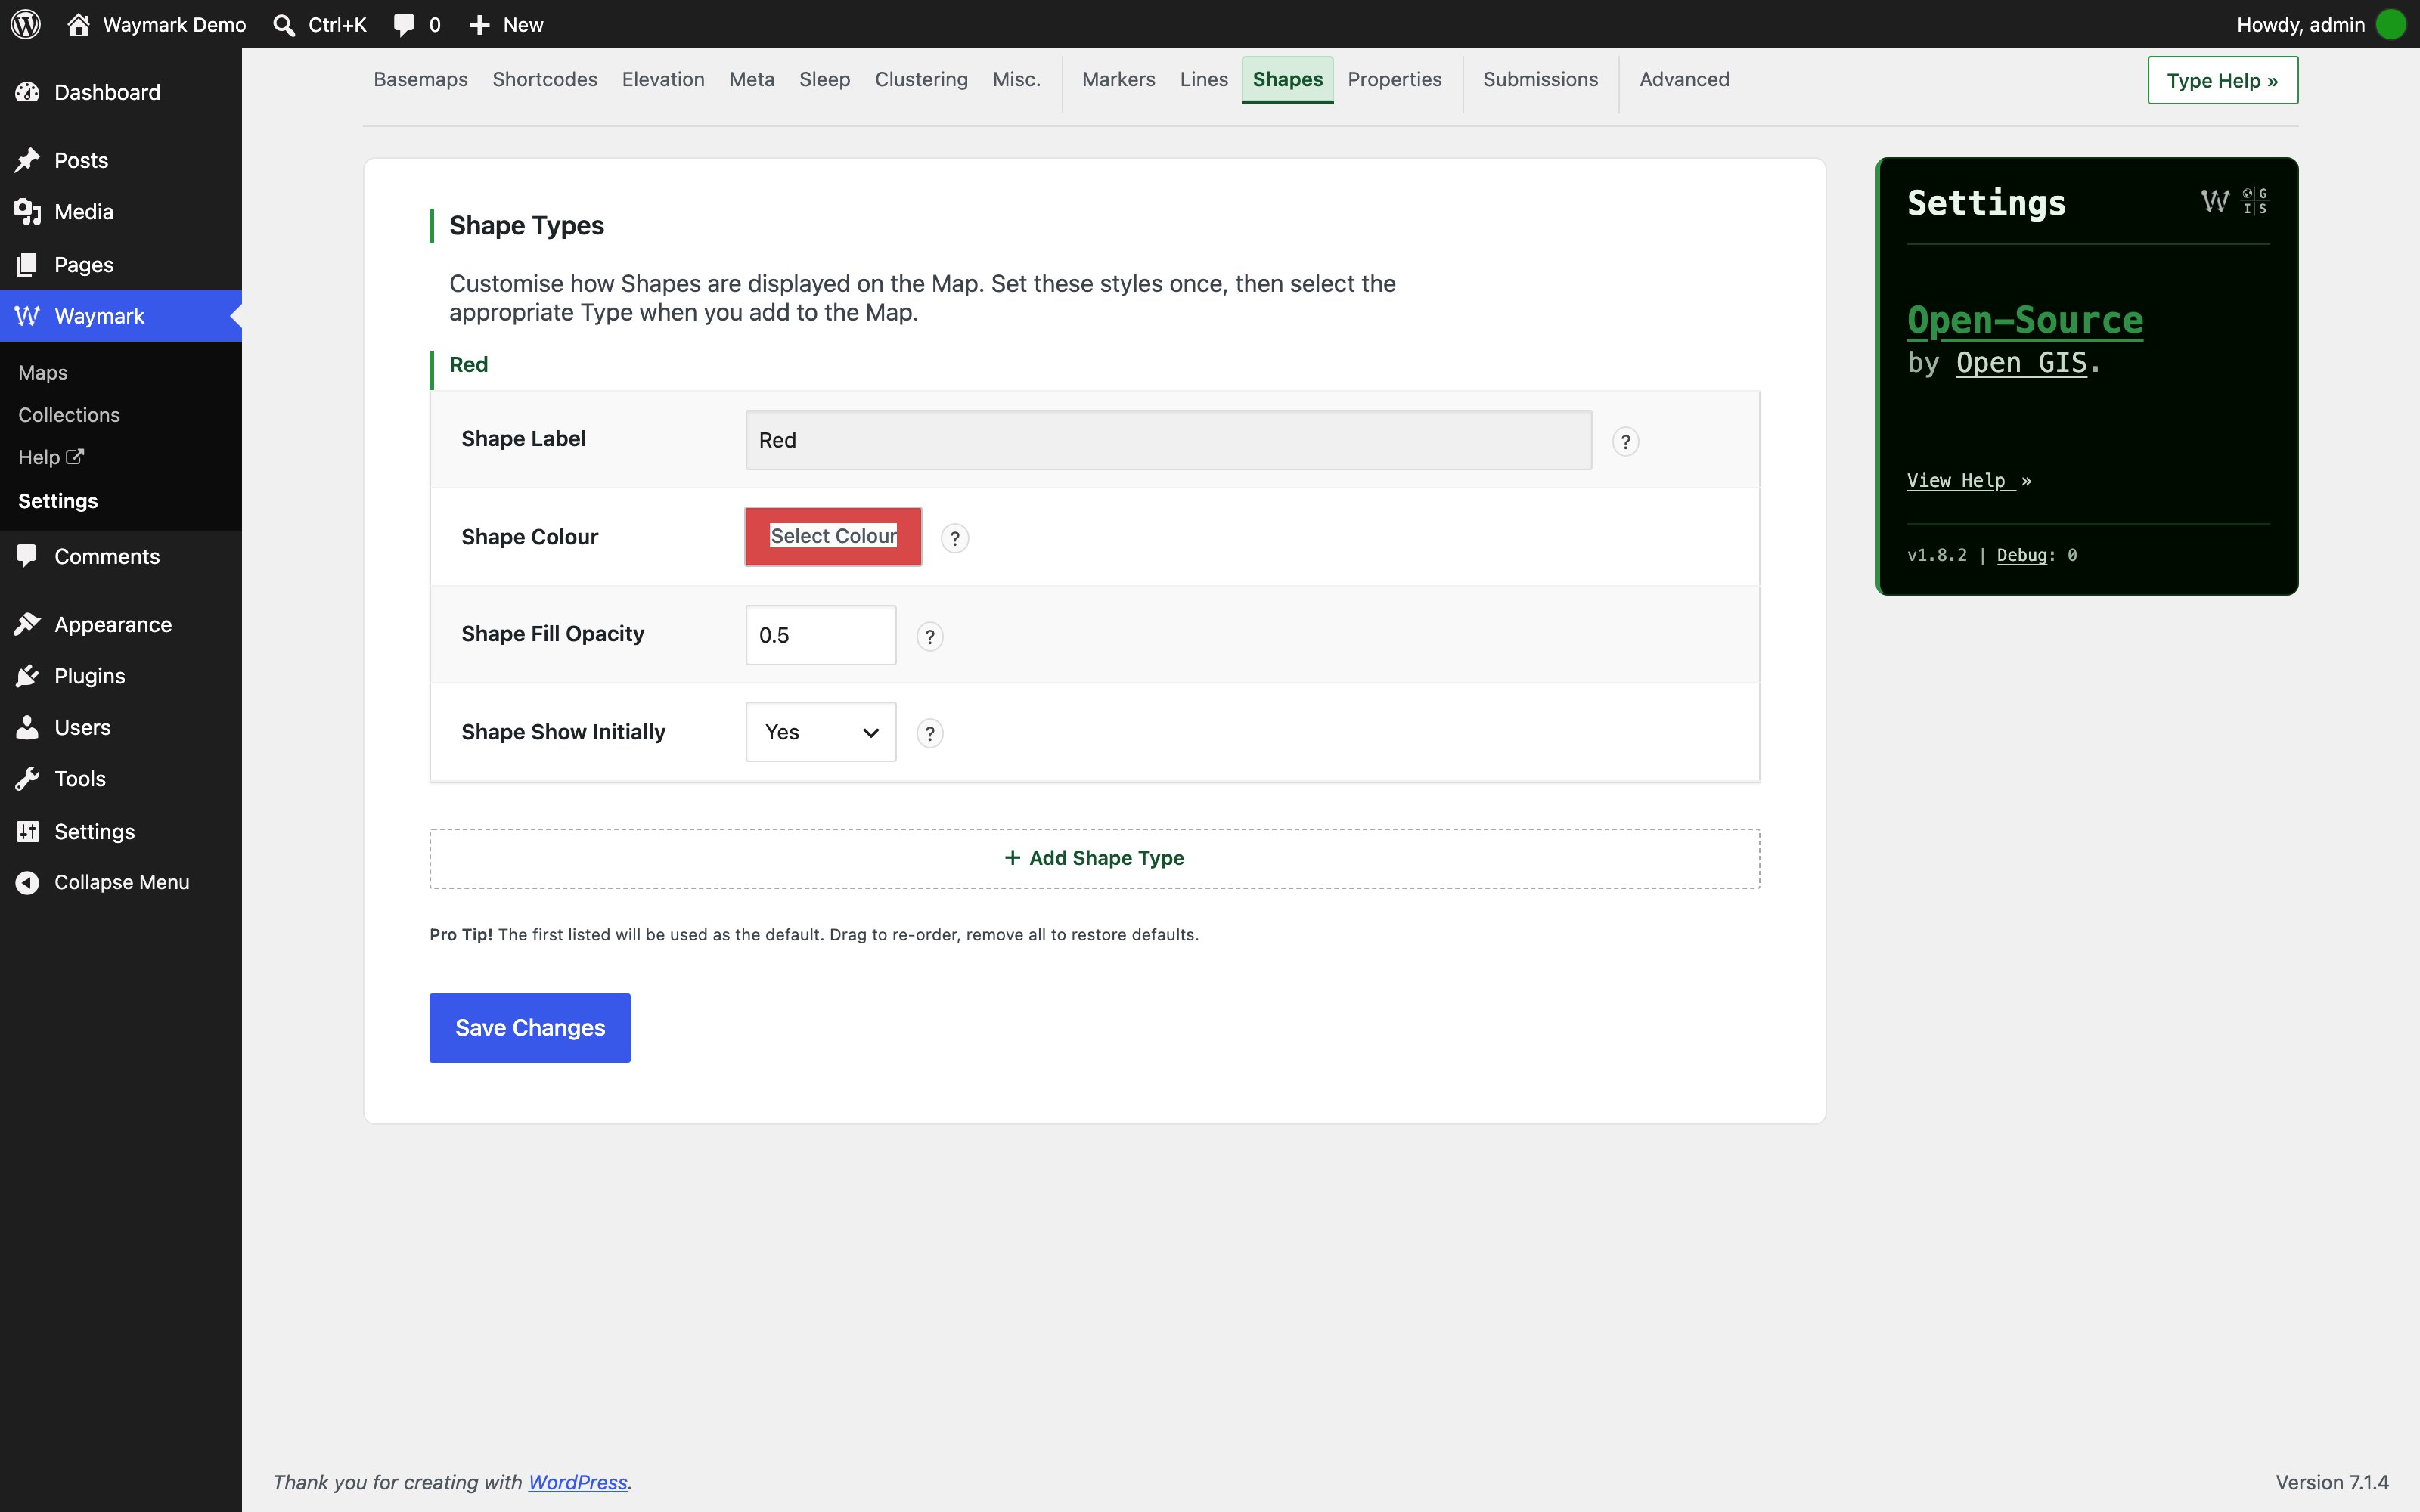 Waymark Demo Ctrl+K 0 New Howdy, admin
Dashboard
Posts
Media
Pages
Waymark
Maps
Collections
Help
Settings
Comments
Appearance
Plugins
Users
Tools
Settings
Collapse Menu
Basemaps Shortcodes Elevation Meta Sleep Clustering Misc. Markers Lines Shapes Properties Submissions Advanced
Type Help »
Shape Types
Customise how Shapes are displayed on the Map. Set these styles once, then select the
appropriate Type when you add to the Map.
Red
Shape Label Red ?
Shape Colour Select Colour ?
Shape Fill Opacity 0.5 ?
Shape Show Initially Yes ?
+ Add Shape Type
Pro Tip! The first listed will be used as the default. Drag to re-order, remove all to restore defaults.
Save Changes
Settings
G
I S
Open-Source
by Open GIS.
View Help »
v1.8.2 | Debug: 0
Thank you for creating with WordPress.
Version 7.1.4